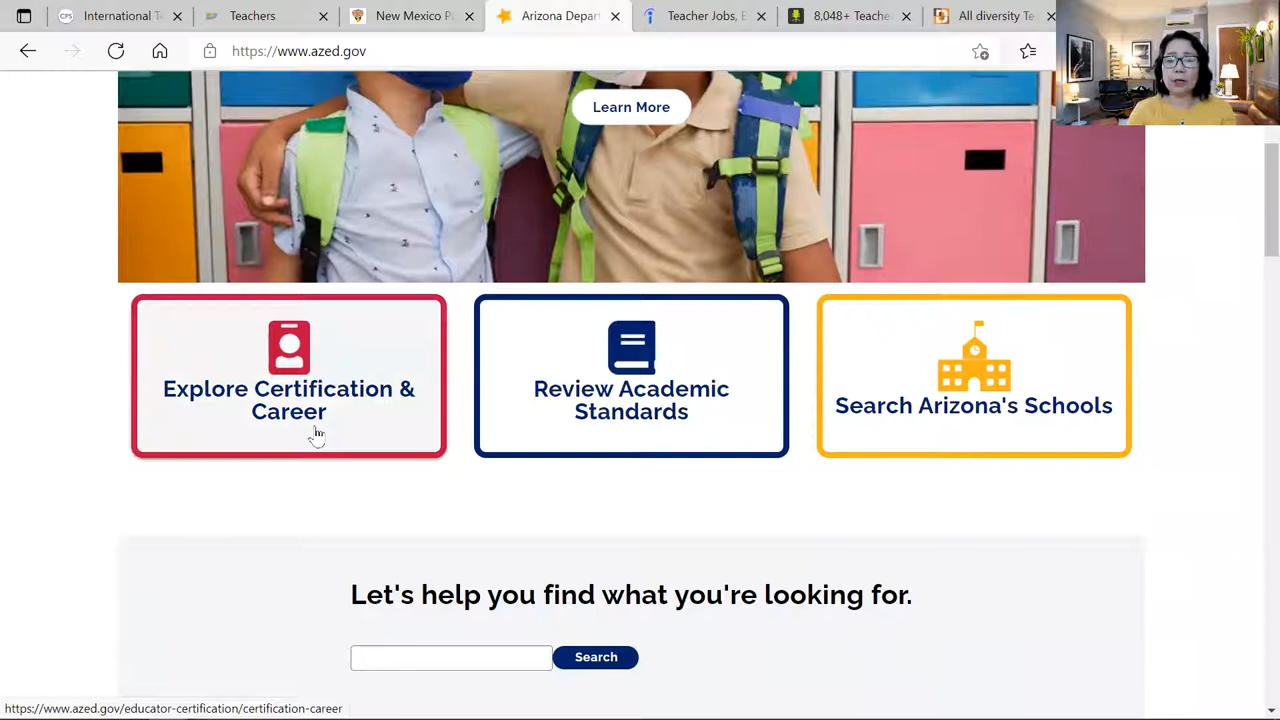 International Te
Teachers
New Mexico P
Arizona Depar
Teacher Jobs, E
8,048+ Teache
All diversity Te
https://www.azed.gov
Learn More
Explore Certification &
Career
Review Academic
Standards
Search Arizona's Schools
Let's help you find what you're looking for.
Search
https://www.azed.gov/educator-certification/certification-career